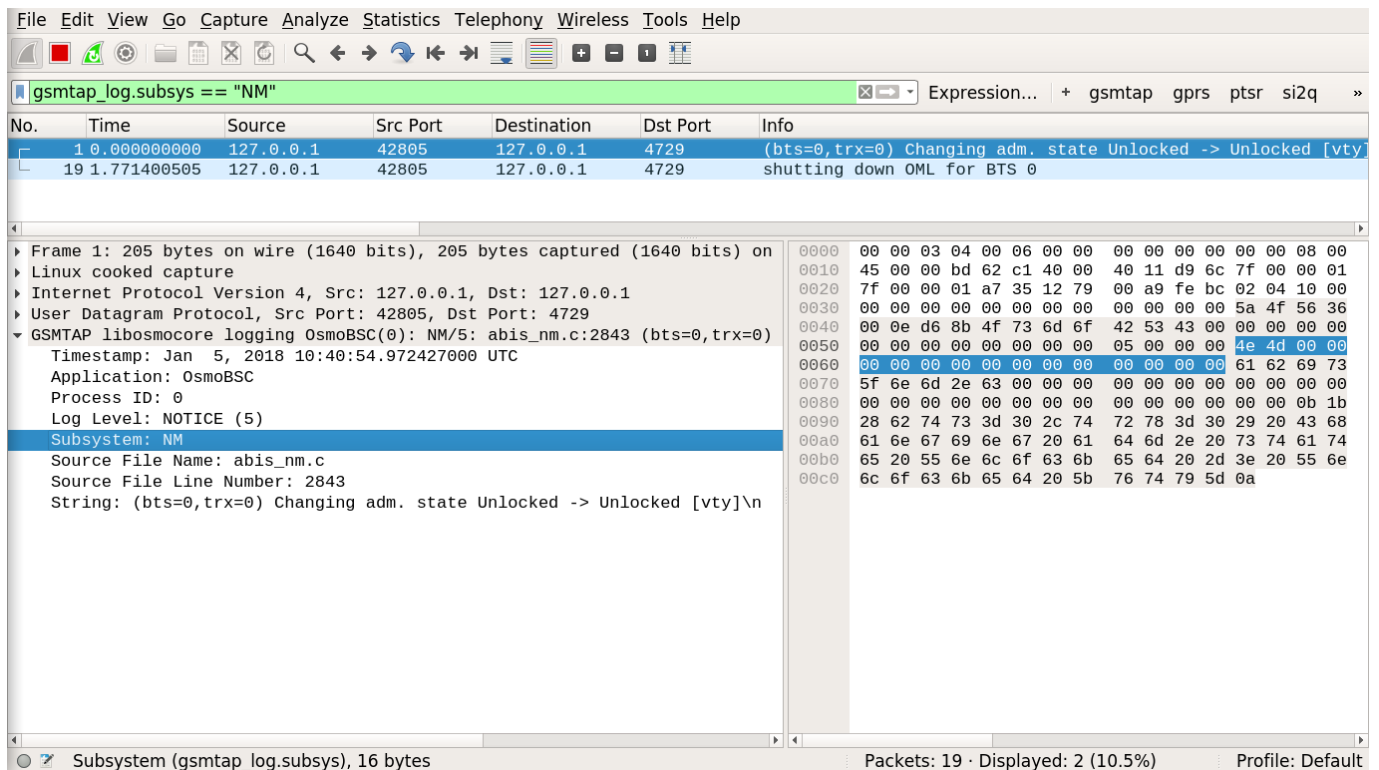 File Edit View Go Capture Analyze Statistics Telephony Wireless Tools Help
gsmtap_log.subsys == "NM" Expression… + gsmtap gprs ptsr si2q »
No. Time Source Src Port Destination Dst Port Info
1 0.000000000 127.0.0.1 42805 127.0.0.1 4729 (bts=0,trx=0) Changing adm. state Unlocked -> Unlocked [vty]
19 1.771400505 127.0.0.1 42805 127.0.0.1 4729 shutting down OML for BTS 0
Frame 1: 205 bytes on wire (1640 bits), 205 bytes captured (1640 bits) on
Linux cooked capture
Internet Protocol Version 4, Src: 127.0.0.1, Dst: 127.0.0.1
User Datagram Protocol, Src Port: 42805, Dst Port: 4729
GSMTAP libosmocore logging OsmoBSC(0): NM/5: abis_nm.c:2843 (bts=0,trx=0)
Timestamp: Jan  5, 2018 10:40:54.972427000 UTC
Application: OsmoBSC
Process ID: 0
Log Level: NOTICE (5)
Subsystem: NM
Source File Name: abis_nm.c
Source File Line Number: 2843
String: (bts=0,trx=0) Changing adm. state Unlocked -> Unlocked [vty]\n
0000 00 00 03 04 00 06 00 00 00 00 00 00 00 00 08 00
0010 45 00 00 bd 62 c1 40 00 40 11 d9 6c 7f 00 00 01
0020 7f 00 00 01 a7 35 12 79 00 a9 fe bc 02 04 10 00
0030 00 00 00 00 00 00 00 00 00 00 00 00 5a 4f 56 36
0040 00 0e d6 8b 4f 73 6d 6f 42 53 43 00 00 00 00 00
0050 00 00 00 00 00 00 00 00 05 00 00 00 4e 4d 00 00
0060 00 00 00 00 00 00 00 00 00 00 00 00 61 62 69 73
0070 5f 6e 6d 2e 63 00 00 00 00 00 00 00 00 00 00 00
0080 00 00 00 00 00 00 00 00 00 00 00 00 00 00 0b 1b
0090 28 62 74 73 3d 30 2c 74 72 78 3d 30 29 20 43 68
00a0 61 6e 67 69 6e 67 20 61 64 6d 2e 20 73 74 61 74
00b0 65 20 55 6e 6c 6f 63 6b 65 64 20 2d 3e 20 55 6e
00c0 6c 6f 63 6b 65 64 20 5b 76 74 79 5d 0a
Subsystem (gsmtap_log.subsys), 16 bytes Packets: 19 · Displayed: 2 (10.5%) Profile: Default